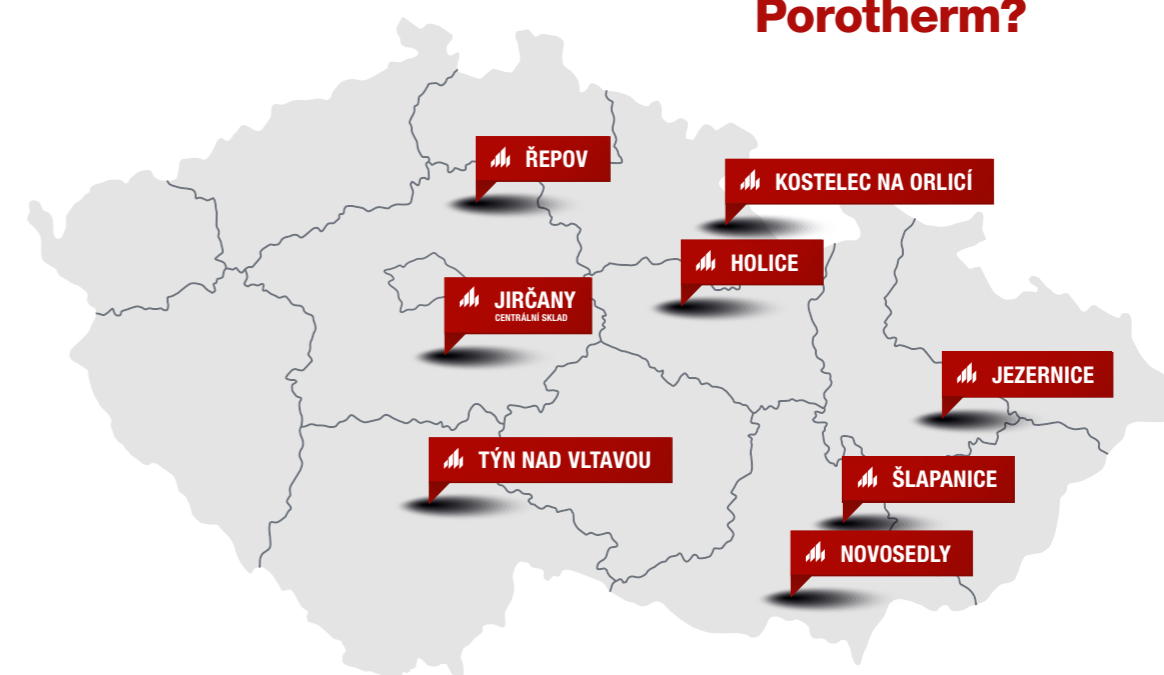 Porotherm?
ŘEPOV
KOSTELEC NA ORLICÍ
HOLICE
JIRČANY
CENTRÁLNÍ SKLAD
JEZERNICE
TÝN NAD VLTAVOU
ŠLAPANICE
NOVOSEDLY